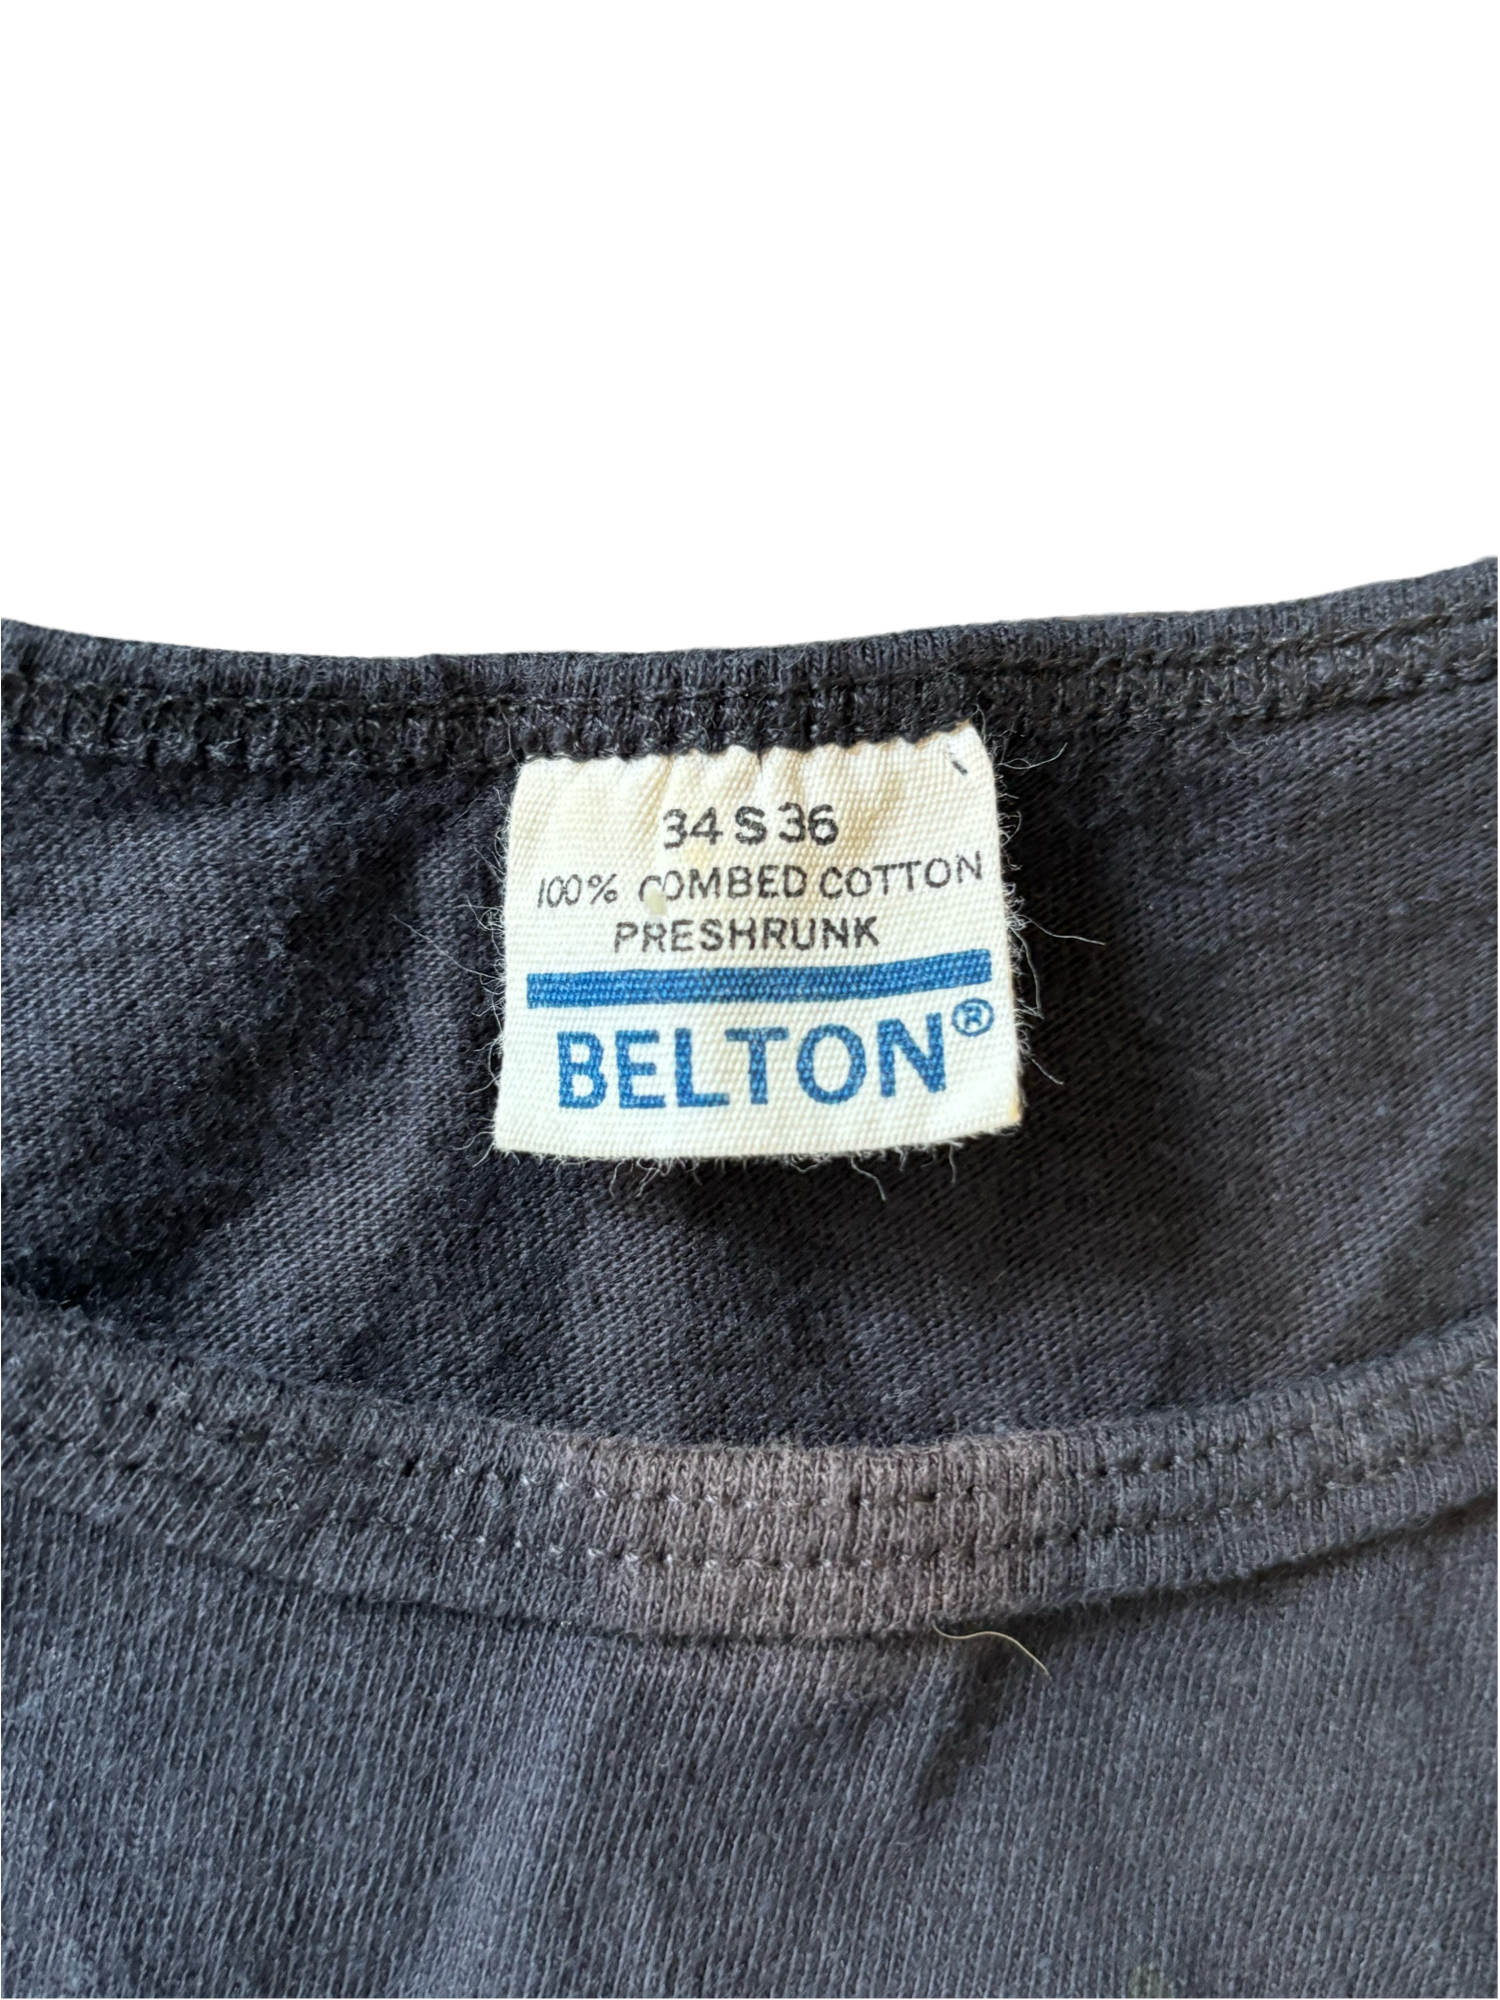 34 S 36
100% COMBED COTTON
PRESHRUNK
BELTON®